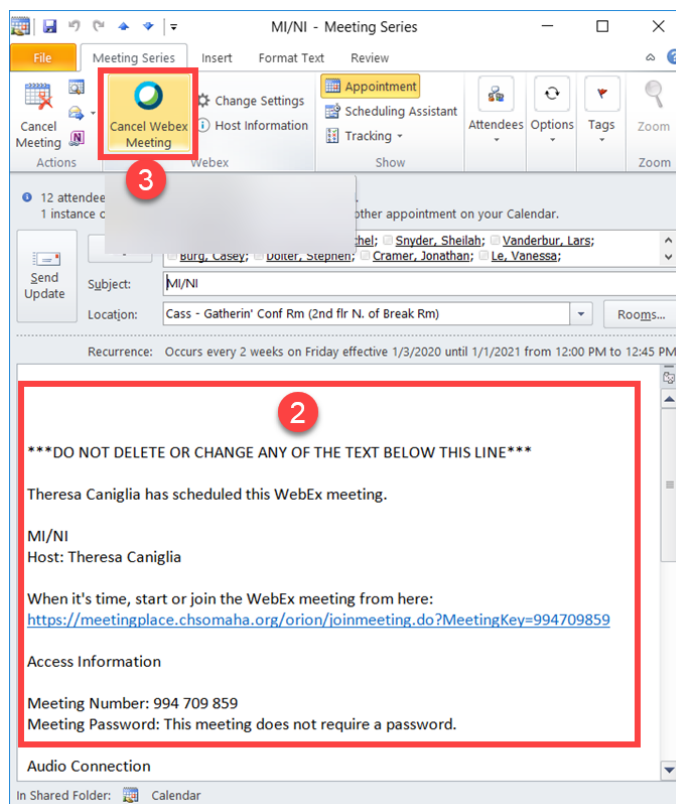 MI/NI - Meeting Series
File Meeting Series Insert Format Text Review
Cancel Meeting
Actions
Cancel Webex Meeting
Change Settings
Host Information
Webex
Appointment
Scheduling Assistant
Tracking
Show
Attendees
Options
Tags
Zoom
Zoom
3
12 attendee
1 instance c other appointment on your Calendar.
hel; Snyder, Sheilah; Vanderbur, Lars;
Burg, Casey; Dolter, Stephen; Cramer, Jonathan; Le, Vanessa;
Send Update
Subject: MI/NI
Location: Cass - Gatherin' Conf Rm (2nd flr N. of Break Rm) Rooms...
Recurrence: Occurs every 2 weeks on Friday effective 1/3/2020 until 1/1/2021 from 12:00 PM to 12:45 PM
2
***DO NOT DELETE OR CHANGE ANY OF THE TEXT BELOW THIS LINE***
Theresa Caniglia has scheduled this WebEx meeting.
MI/NI
Host: Theresa Caniglia
When it's time, start or join the WebEx meeting from here:
https://meetingplace.chsomaha.org/orion/joinmeeting.do?MeetingKey=994709859
Access Information
Meeting Number: 994 709 859
Meeting Password: This meeting does not require a password.
Audio Connection
In Shared Folder: Calendar